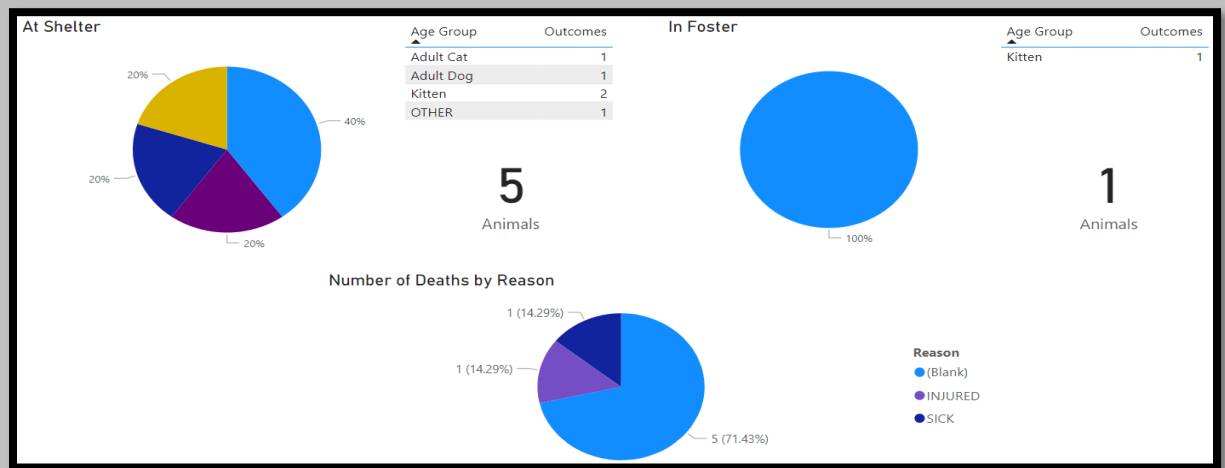 At Shelter
Age Group Outcomes
Adult Cat 1
Adult Dog 1
Kitten 2
OTHER 1
20%
40%
20%
20%
5
Animals
In Foster
Age Group Outcomes
Kitten 1
100%
1
Animals
Number of Deaths by Reason
1 (14.29%)
1 (14.29%)
5 (71.43%)
Reason
(Blank)
INJURED
SICK